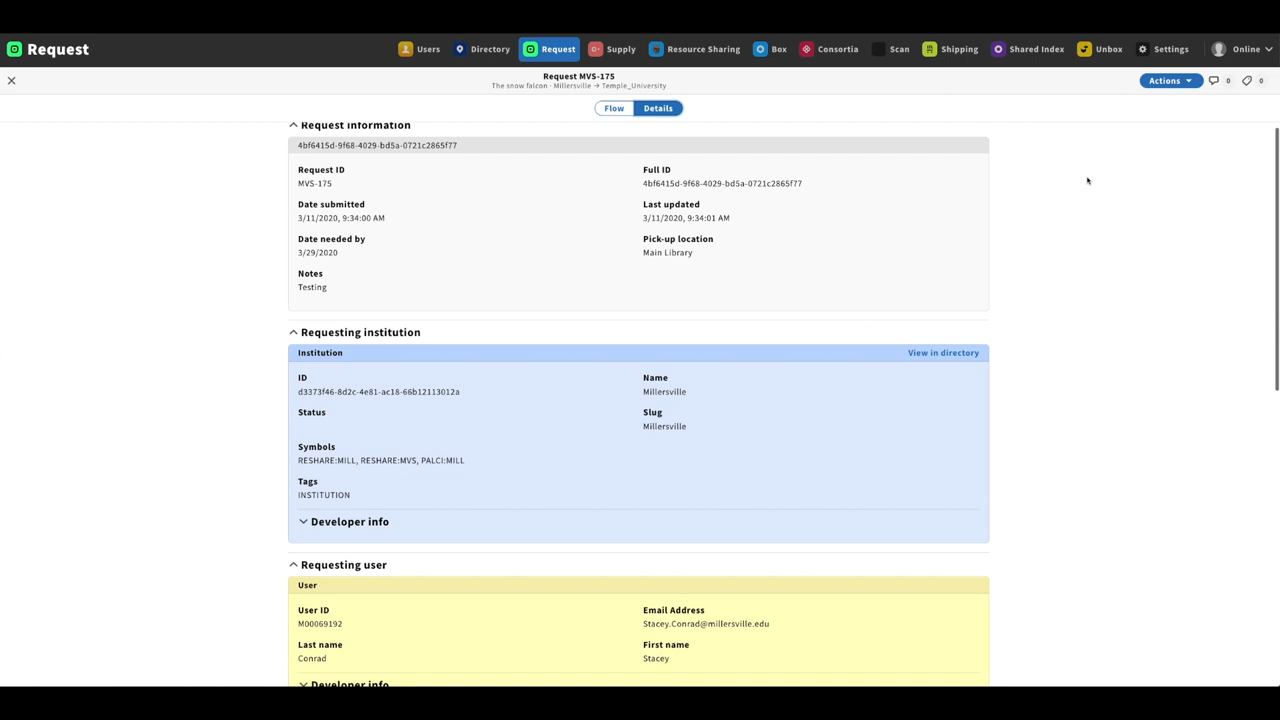 Request
Users Directory Request Supply Resource Sharing Box Consortia Scan Shipping Shared Index Unbox Settings Online
Request MVS-175
The snow falcon · Millersville → Temple_University
Actions 0 0
Flow Details
Request information
4bf6415d-9f68-4029-bd5a-0721c2865f77
Request ID Full ID
MVS-175 4bf6415d-9f68-4029-bd5a-0721c2865f77
Date submitted Last updated
3/11/2020, 9:34:00 AM 3/11/2020, 9:34:01 AM
Date needed by Pick-up location
3/29/2020 Main Library
Notes
Testing
Requesting institution
Institution View in directory
ID Name
d3373f46-8d2c-4e81-ac18-66b12113012a Millersville
Status Slug
Millersville
Symbols
RESHARE:MILL, RESHARE:MVS, PALCI:MILL
Tags
INSTITUTION
Developer info
Requesting user
User
User ID Email Address
M00069192 Stacey.Conrad@millersville.edu
Last name First name
Conrad Stacey
Developer info